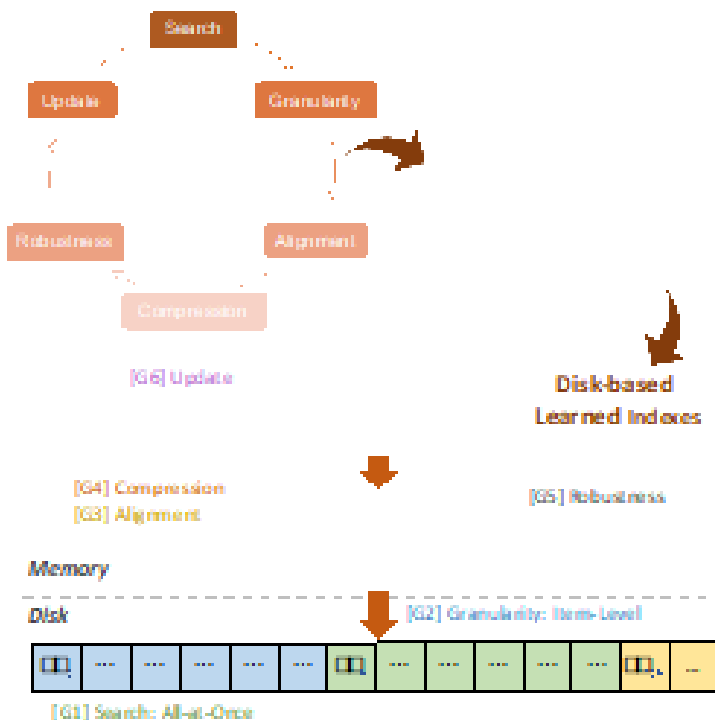 Search
Update
Granularity
Robustness
Alignment
Compression
[G6] Update
Disk-based
Learned Indexes
[G4] Compression
[G5] Robustness
[G3] Alignment
Memory
Disk
[G2] Granularity: Item-Level
... ... ... ... ... ... ... ... ... ... ...
[G1] Search: All-at-Once